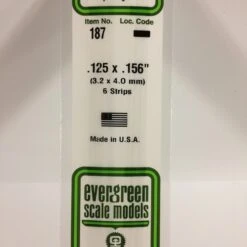 Item No. Loc. Code
187
.125 x .156"
(3.2 x 4.0 mm)
6 Strips
Made in U.S.A.
evergreen
scale models